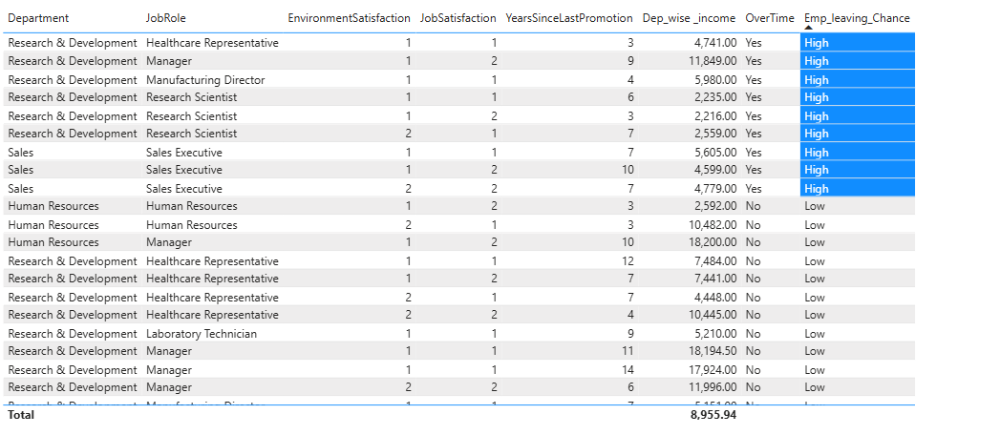 Department JobRole EnvironmentSatisfaction JobSatisfaction YearsSinceLastPromotion Dep_wise _income OverTime Emp_leaving_Chance
Research & Development Healthcare Representative 1 1 3 4,741.00 Yes High
Research & Development Manager 1 2 9 11,849.00 Yes High
Research & Development Manufacturing Director 1 1 4 5,980.00 Yes High
Research & Development Research Scientist 1 1 6 2,235.00 Yes High
Research & Development Research Scientist 1 2 3 2,216.00 Yes High
Research & Development Research Scientist 2 1 7 2,559.00 Yes High
Sales Sales Executive 1 1 7 5,605.00 Yes High
Sales Sales Executive 1 2 10 4,599.00 Yes High
Sales Sales Executive 2 2 7 4,779.00 Yes High
Human Resources Human Resources 1 2 3 2,592.00 No Low
Human Resources Human Resources 2 1 3 10,482.00 No Low
Human Resources Manager 1 2 10 18,200.00 No Low
Research & Development Healthcare Representative 1 1 12 7,484.00 No Low
Research & Development Healthcare Representative 1 2 7 7,441.00 No Low
Research & Development Healthcare Representative 2 1 7 4,448.00 No Low
Research & Development Healthcare Representative 2 2 4 10,445.00 No Low
Research & Development Laboratory Technician 1 1 9 5,210.00 No Low
Research & Development Manager 1 1 11 18,194.50 No Low
Research & Development Manager 1 1 14 17,924.00 No Low
Research & Development Manager 2 2 6 11,996.00 No Low
Total 8,955.94